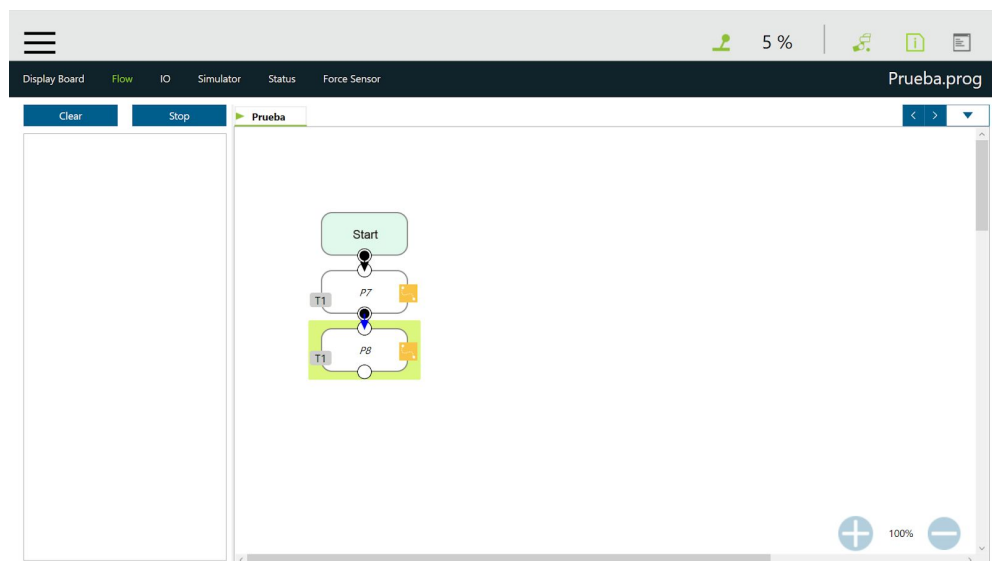 5 %
Display Board Flow IO Simulator Status Force Sensor Prueba.prog
Clear Stop Prueba
Start
P7
T1
P8
T1
100%